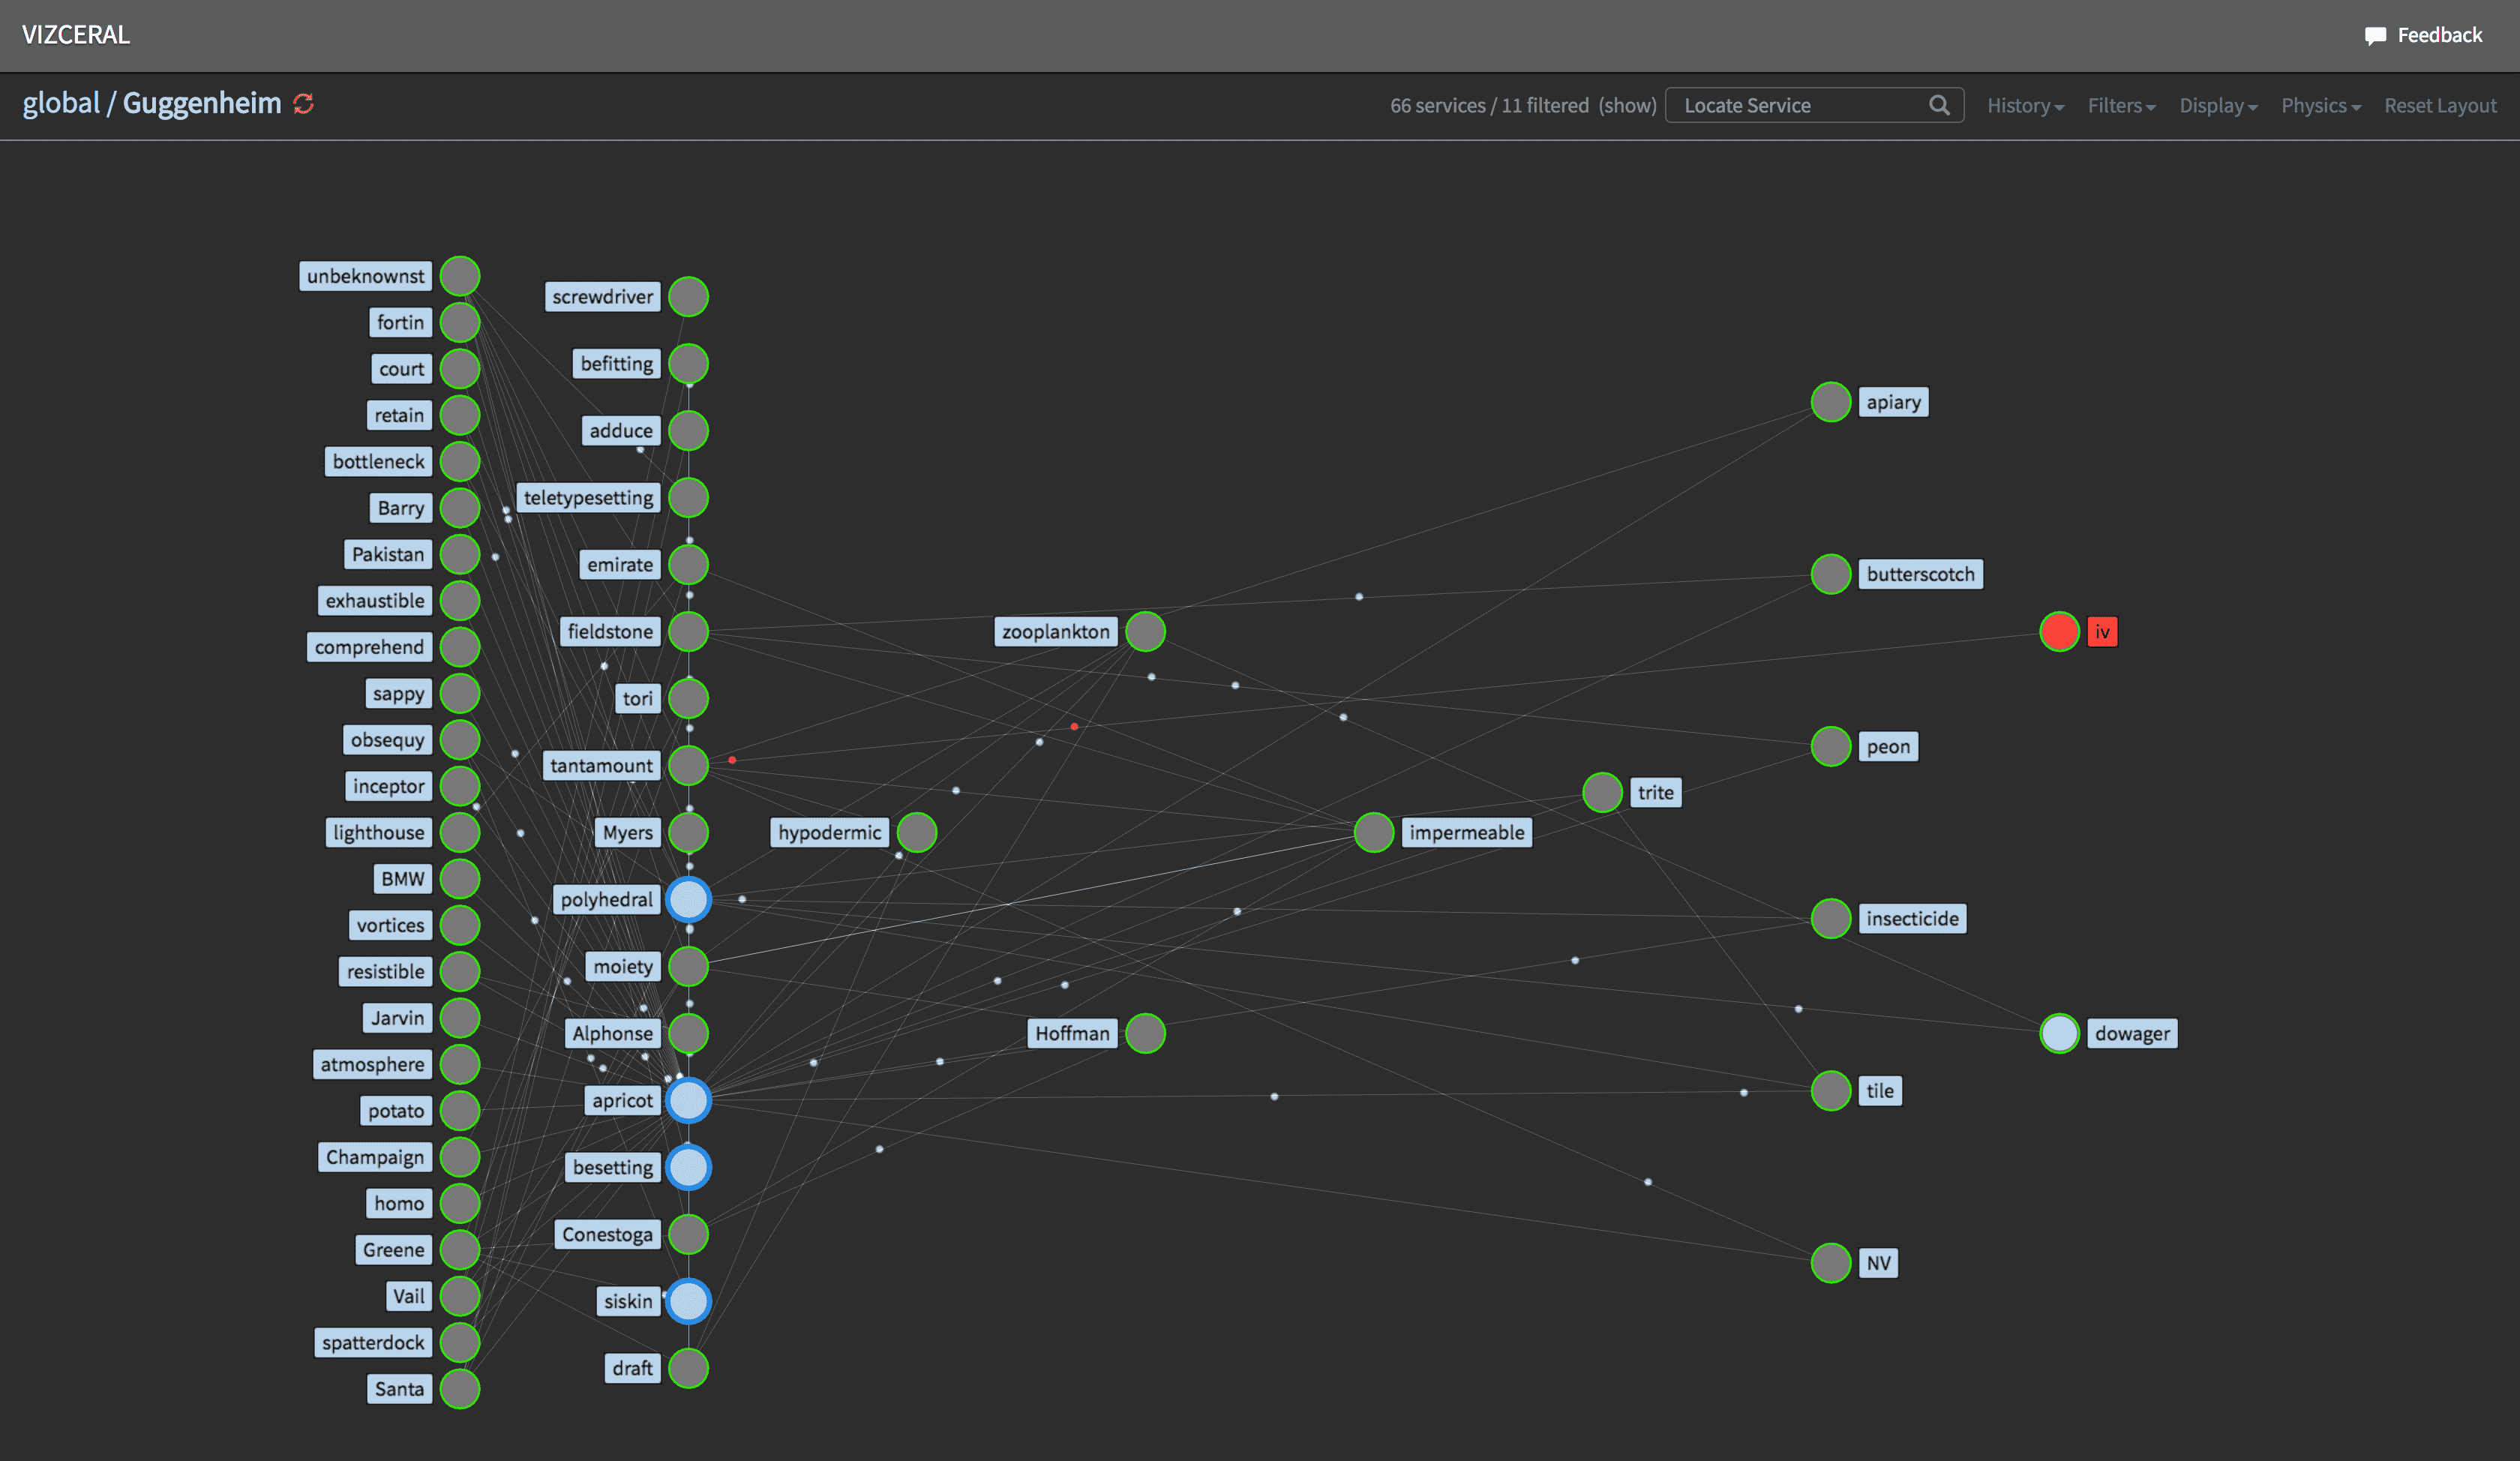 VIZCERAL
Feedback
global / Guggenheim
66 services / 11 filtered (show)
Locate Service
History
Filters
Display
Physics
Reset Layout
unbeknownst
fortin
court
retain
bottleneck
Barry
Pakistan
exhaustible
comprehend
sappy
obsequy
inceptor
lighthouse
BMW
vortices
resistible
Jarvin
atmosphere
potato
Champaign
homo
Greene
Vail
spatterdock
Santa
screwdriver
befitting
adduce
teletypesetting
emirate
fieldstone
tori
tantamount
Myers
polyhedral
moiety
Alphonse
apricot
besetting
Conestoga
siskin
draft
hypodermic
zooplankton
Hoffman
impermeable
trite
apiary
butterscotch
peon
insecticide
tile
NV
iv
dowager